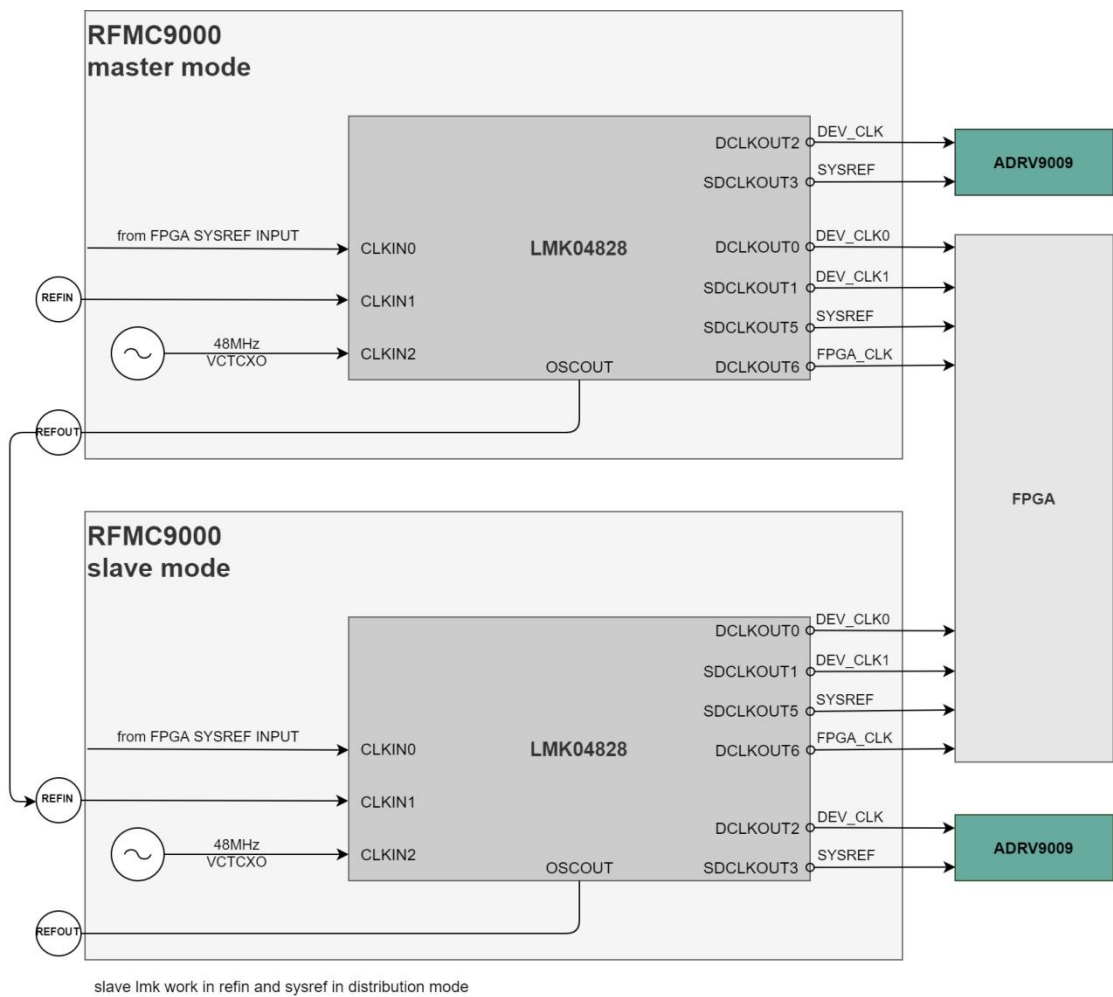 RFMC9000
master mode
DCLKOUT2
DEV_CLK
SDCLKOUT3
SYSREF
ADRV9009
from FPGA SYSREF INPUT
CLKIN0
LMK04828
DCLKOUT0
DEV_CLK0
REFIN
CLKIN1
SDCLKOUT1
DEV_CLK1
SDCLKOUT5
SYSREF
48MHz
VCTCXO
CLKIN2
OSCOUT
DCLKOUT6
FPGA_CLK
REFOUT
FPGA
RFMC9000
slave mode
DCLKOUT0
DEV_CLK0
SDCLKOUT1
DEV_CLK1
SDCLKOUT5
SYSREF
from FPGA SYSREF INPUT
CLKIN0
LMK04828
DCLKOUT6
FPGA_CLK
REFIN
CLKIN1
DCLKOUT2
DEV_CLK
48MHz
VCTCXO
CLKIN2
OSCOUT
SDCLKOUT3
SYSREF
ADRV9009
REFOUT
slave lmk work in refin and sysref in distribution mode